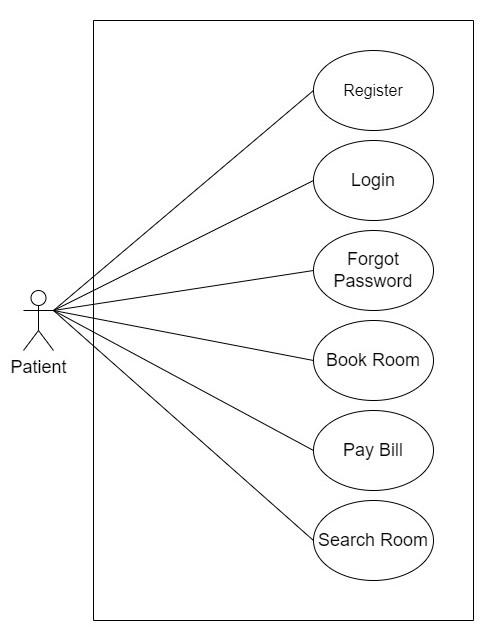 Register
Login
Forgot
Password
Book Room
Patient
Pay Bill
Search Room